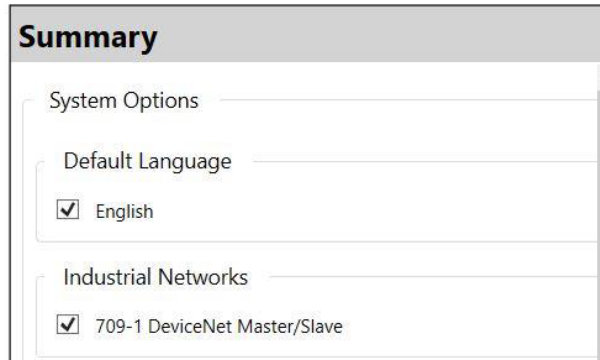 Summary
System Options
Default Language
English
Industrial Networks
709-1 DeviceNet Master/Slave